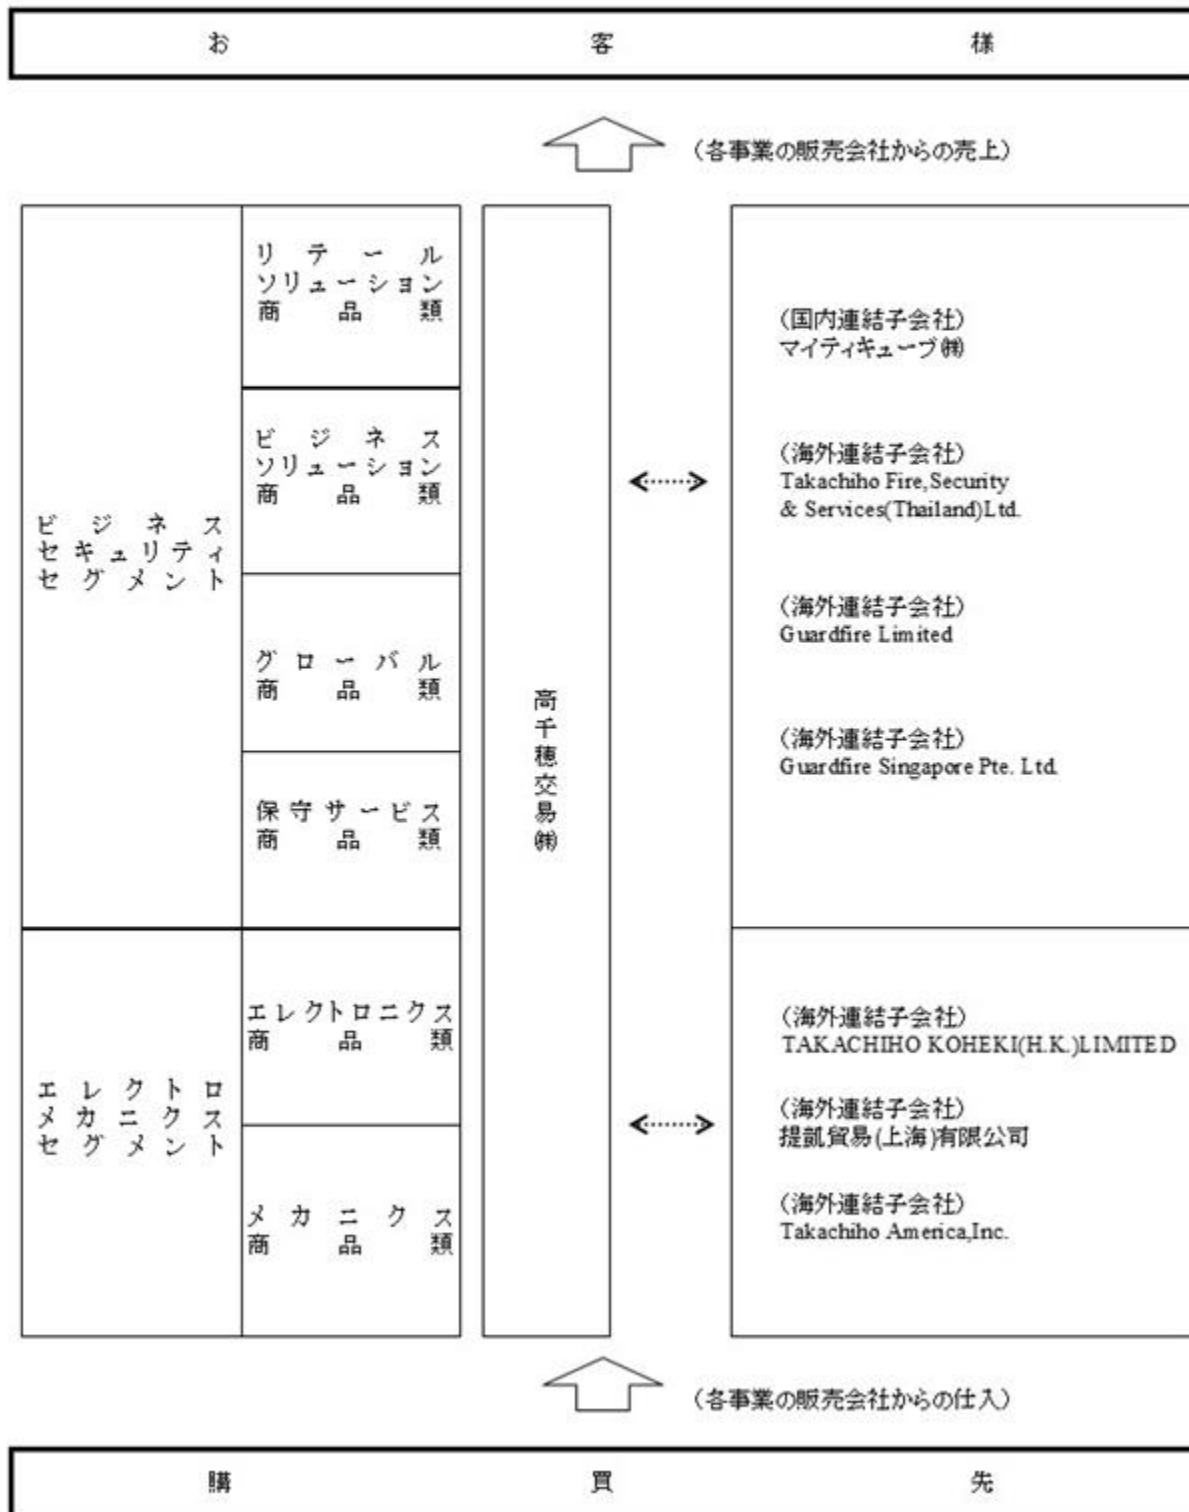 お客様
（各事業の販売会社からの売上）
ビジネス
セキュリティ
セグメント
リテール
ソリューション
商品類
ビジネス
ソリューション
商品類
グローバル
商品類
保守サービス
商品類
エレクトロ
メカニクス
セグメント
エレクトロニクス
商品類
メカニクス
商品類
高千穂交易㈱
（国内連結子会社）
マイティキューブ㈱
（海外連結子会社）
Takachiho Fire,Security
& Services(Thailand)Ltd.
（海外連結子会社）
Guardfire Limited
（海外連結子会社）
Guardfire Singapore Pte. Ltd.
（海外連結子会社）
TAKACHIHO KOHEKI(H.K.)LIMITED
（海外連結子会社）
提凱貿易(上海)有限公司
（海外連結子会社）
Takachiho America,Inc.
（各事業の販売会社からの仕入）
購買先